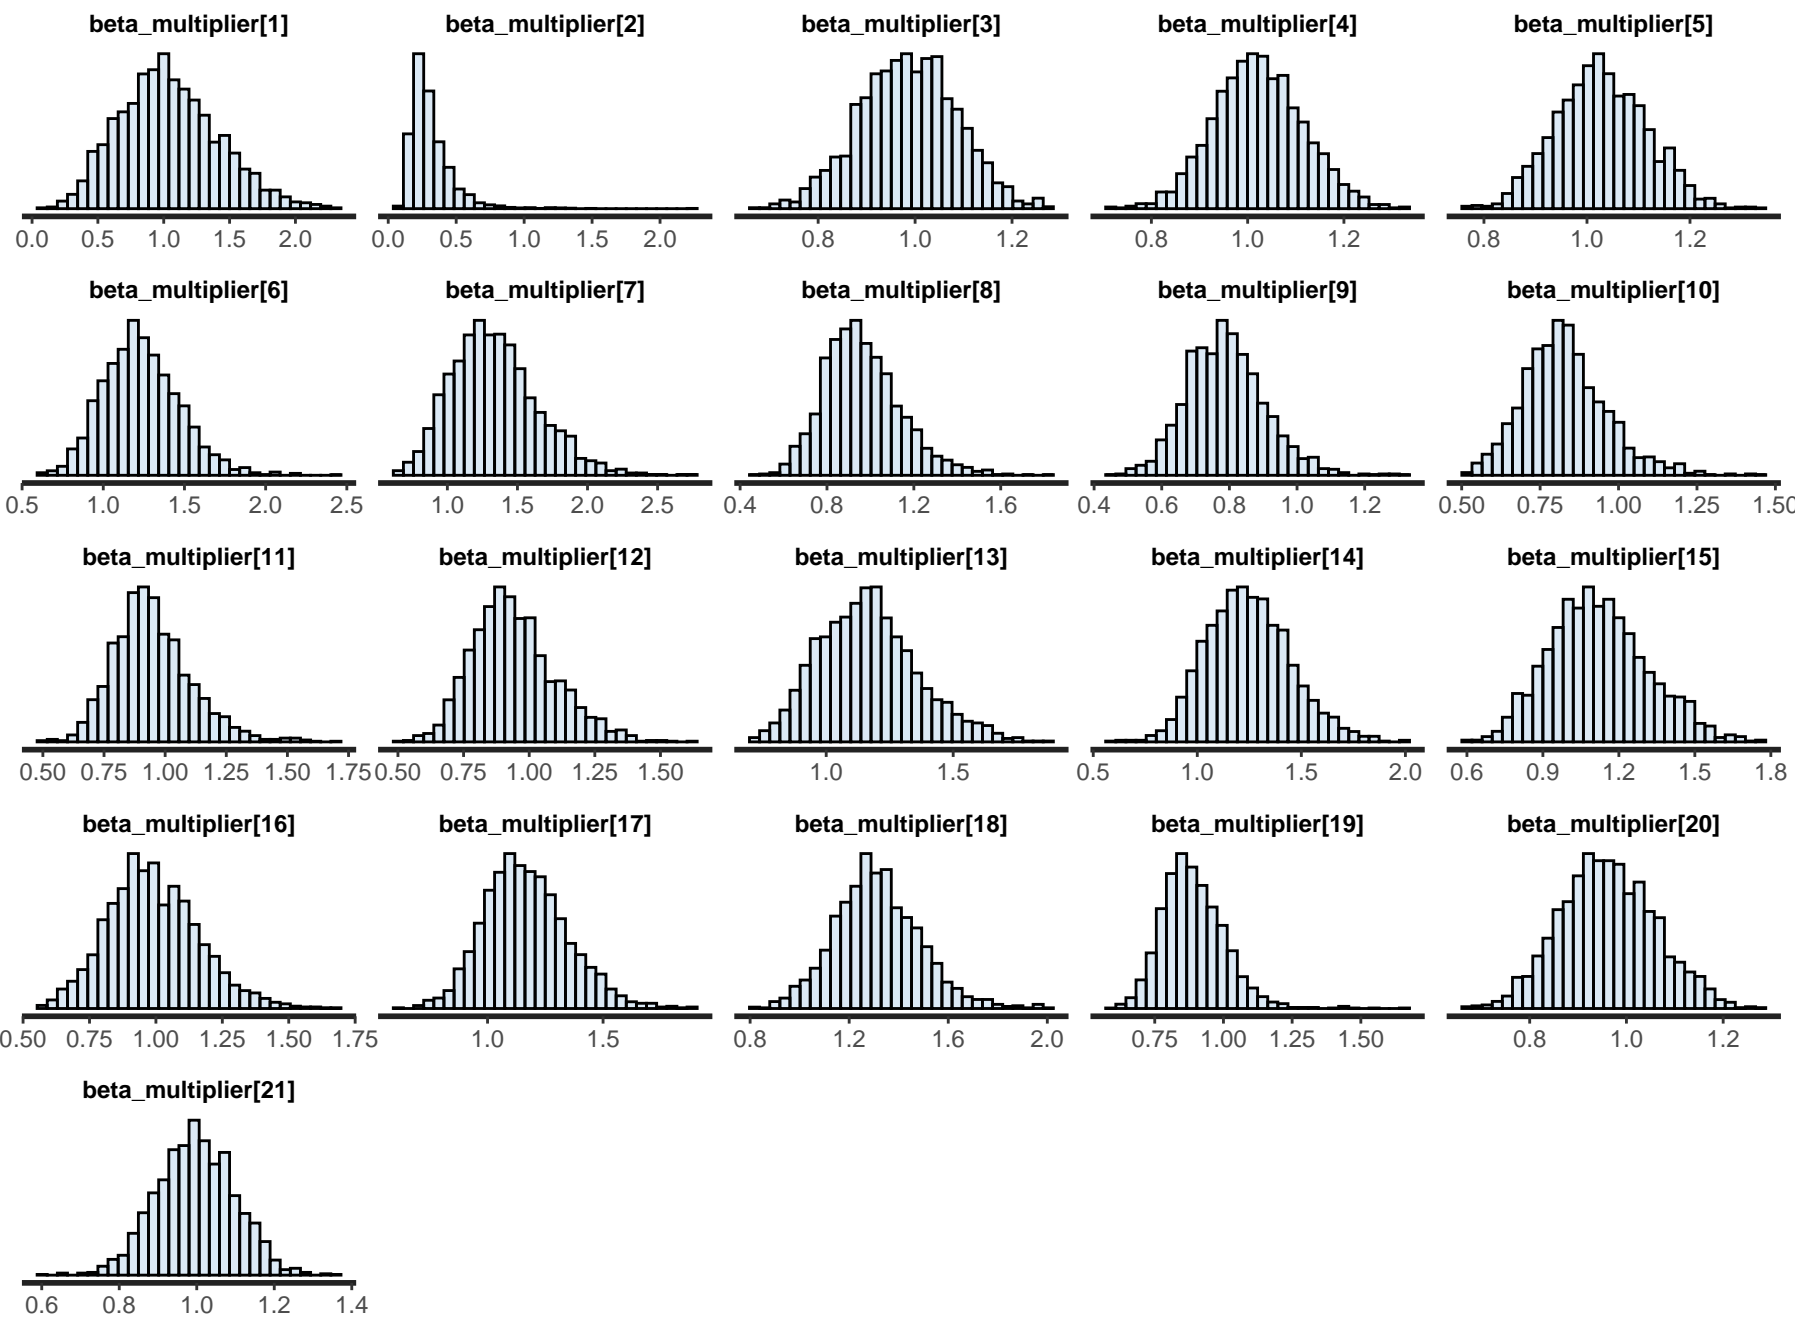 beta_multiplier[1] beta_multiplier[2] beta_multiplier[3] beta_multiplier[4] beta_multiplier[5]
0.0 0.5 1.0 1.5 2.0 0.0 0.5 1.0 1.5 2.0 0.8 1.0 1.2 0.8 1.0 1.2 0.8 1.0 1.2
beta_multiplier[6] beta_multiplier[7] beta_multiplier[8] beta_multiplier[9] beta_multiplier[10]
0.5 1.0 1.5 2.0 2.5 1.0 1.5 2.0 2.5 0.4 0.8 1.2 1.6 0.4 0.6 0.8 1.0 1.2 0.50 0.75 1.00 1.25 1.50
beta_multiplier[11] beta_multiplier[12] beta_multiplier[13] beta_multiplier[14] beta_multiplier[15]
0.50 0.75 1.00 1.25 1.50 1.75 0.50 0.75 1.00 1.25 1.50 1.0 1.5 0.5 1.0 1.5 2.0 0.6 0.9 1.2 1.5 1.8
beta_multiplier[16] beta_multiplier[17] beta_multiplier[18] beta_multiplier[19] beta_multiplier[20]
0.50 0.75 1.00 1.25 1.50 1.75 1.0 1.5 0.8 1.2 1.6 2.0 0.75 1.00 1.25 1.50 0.8 1.0 1.2
beta_multiplier[21]
0.6 0.8 1.0 1.2 1.4